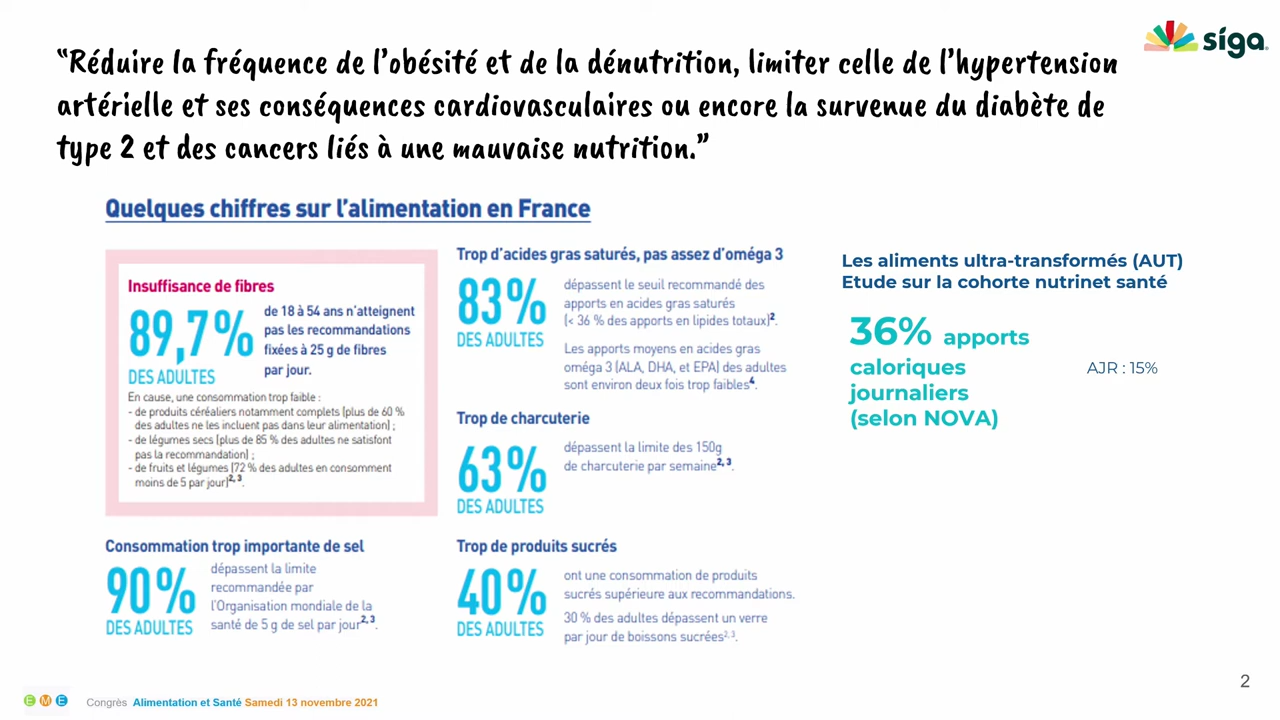 síga
“Réduire la fréquence de l’obésité et de la dénutrition, limiter celle de l’hypertension
artérielle et ses conséquences cardiovasculaires ou encore la survenue du diabète de
type 2 et des cancers liés à une mauvaise nutrition.”
Quelques chiffres sur l’alimentation en France
Insuffisance de fibres
89,7%
DES ADULTES
de 18 à 54 ans n’atteignent
pas les recommandations
fixées à 25 g de fibres
par jour.
En cause, une consommation trop faible :
- de produits céréaliers notamment complets (plus de 60 %
des adultes ne les incluent pas dans leur alimentation) ;
- de légumes secs (plus de 85 % des adultes ne satisfont
pas la recommandation) ;
- de fruits et légumes (72 % des adultes en consomment
moins de 5 par jour)2, 3.
Consommation trop importante de sel
90%
DES ADULTES
dépassent la limite
recommandée par
l’Organisation mondiale de la
santé de 5 g de sel par jour2, 3.
Trop d’acides gras saturés, pas assez d’oméga 3
83%
DES ADULTES
dépassent le seuil recommandé des
apports en acides gras saturés
(< 36 % des apports en lipides totaux)2.
Les apports moyens en acides gras
oméga 3 (ALA, DHA, et EPA) des adultes
sont environ deux fois trop faibles4.
Trop de charcuterie
63%
DES ADULTES
dépassent la limite des 150g
de charcuterie par semaine2, 3.
Trop de produits sucrés
40%
DES ADULTES
ont une consommation de produits
sucrés supérieure aux recommandations.
30 % des adultes dépassent un verre
par jour de boissons sucrées2, 3.
Les aliments ultra-transformés (AUT)
Etude sur la cohorte nutrinet santé
36% apports
caloriques
journaliers
(selon NOVA)
AJR : 15%
E M E Congrès Alimentation et Santé Samedi 13 novembre 2021
2